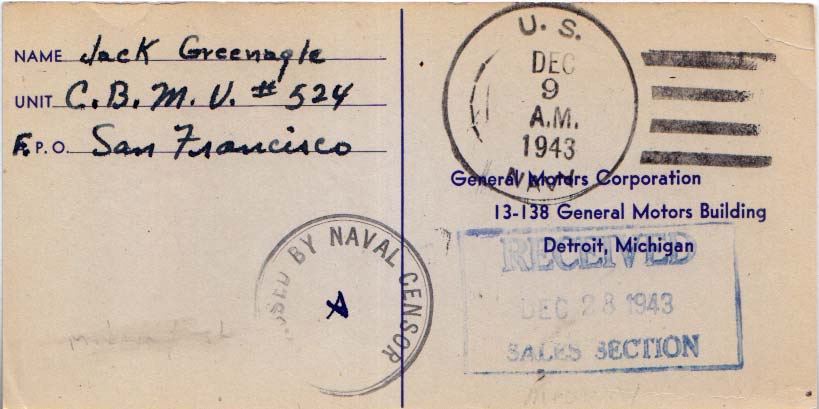 NAME Jack Greenagle
UNIT C. B. M. U. # 524
F. P. O. San Francisco
U. S.
DEC
9
A.M.
1943
NAVY
General Motors Corporation
13-138 General Motors Building
Detroit, Michigan
BY NAVAL CENSOR
A
RECEIVED
DEC 28 1943
SALES SECTION